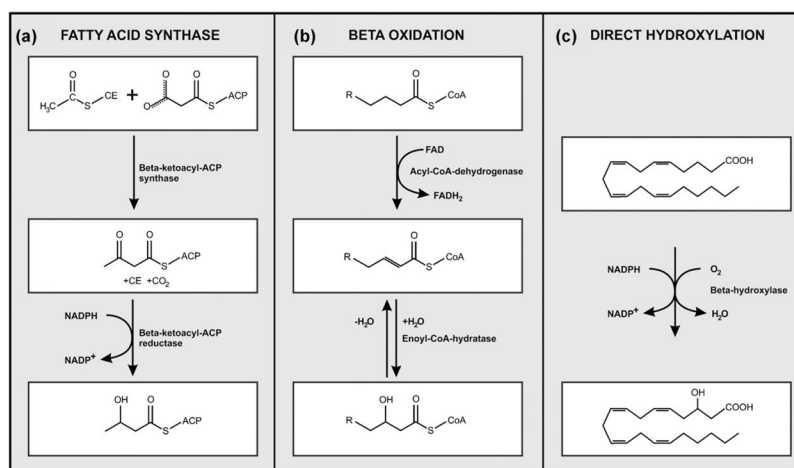 (a) FATTY ACID SYNTHASE
O
H₃C
C
S
CE
+
O
O
O
S
ACP
Beta-ketoacyl-ACP
synthase
O
O
S
ACP
+CE +CO₂
NADPH
Beta-ketoacyl-ACP
reductase
NADP⁺
OH
O
S
ACP
(b) BETA OXIDATION
O
R
S
CoA
FAD
Acyl-CoA-dehydrogenase
FADH₂
O
R
S
CoA
-H₂O
+H₂O
Enoyl-CoA-hydratase
OH
O
R
S
CoA
(c) DIRECT HYDROXYLATION
COOH
NADPH
O₂
Beta-hydroxylase
NADP⁺
H₂O
OH
COOH